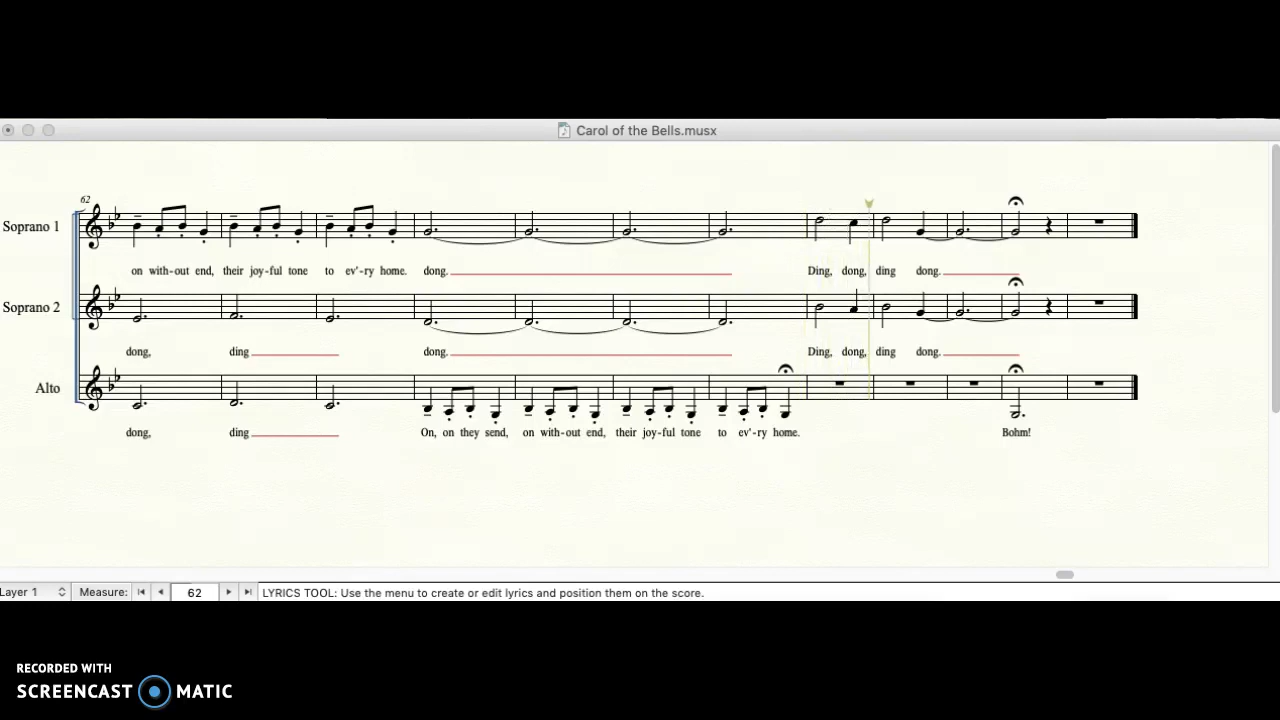 Carol of the Bells.musx
62
Soprano 1
on with-out end, their joy-ful tone to ev'-ry home. dong. Ding, dong, ding dong.
Soprano 2
dong, ding dong. Ding, dong, ding dong.
Alto
dong, ding On, on they send, on with-out end, their joy-ful tone to ev'-ry home. Bohm!
Layer 1 Measure: 62 LYRICS TOOL: Use the menu to create or edit lyrics and position them on the score.
RECORDED WITH
SCREENCAST MATIC